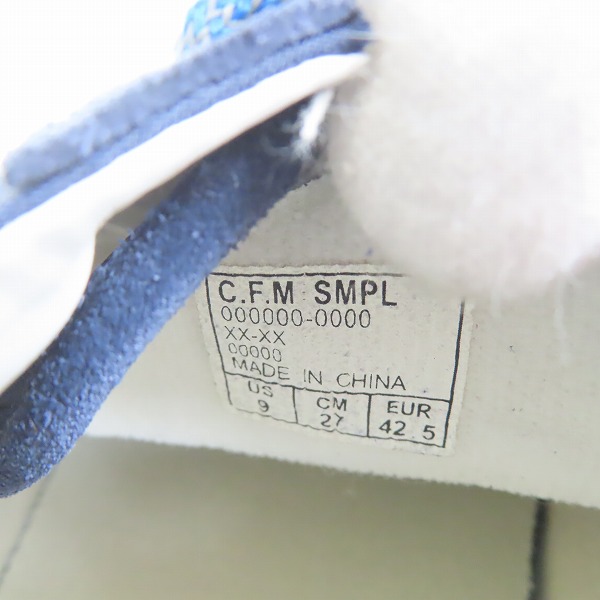 C.F.M SMPL
000000-0000
XX-XX
00000
MADE IN CHINA
US CM EUR
9 27 42.5